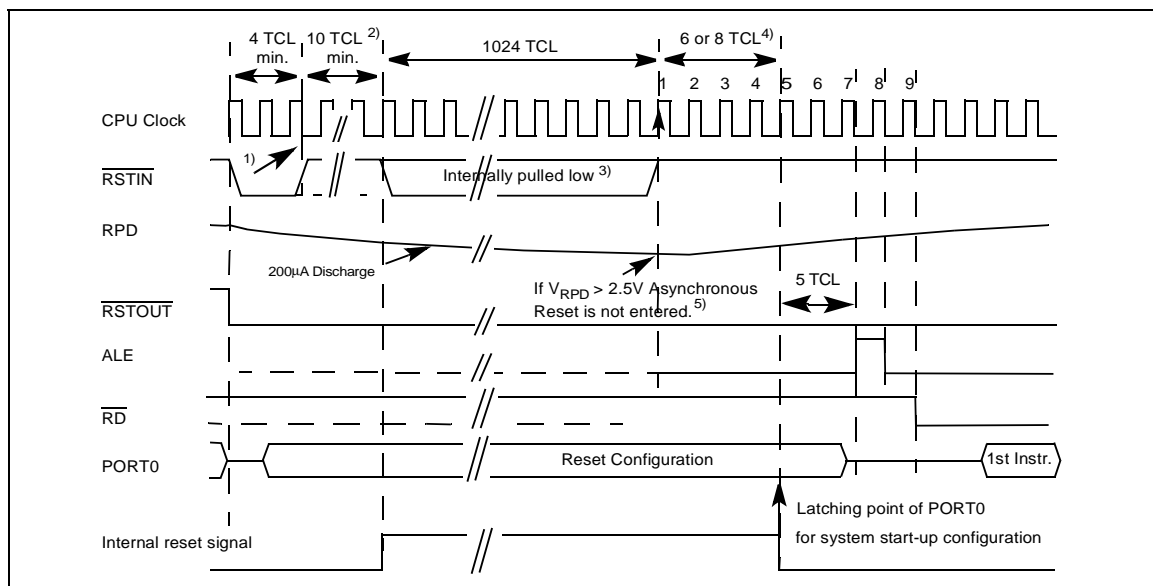 4 TCL
min.
10 TCL 2)
min.
1024 TCL
6 or 8 TCL4)
1 2 3 4 5 6 7 8 9
CPU Clock
1)
RSTIN
Internally pulled low 3)
RPD
200µA Discharge
If VRPD > 2.5V Asynchronous
Reset is not entered.5)
5 TCL
RSTOUT
ALE
RD
PORT0
Reset Configuration
1st Instr.
Latching point of PORT0
for system start-up configuration
Internal reset signal